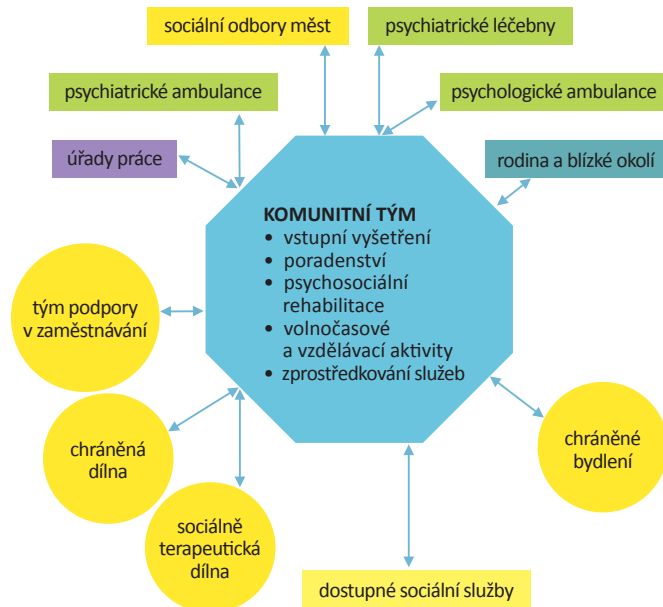 sociální odbory měst
psychiatrické léčebny
psychiatrické ambulance
psychologické ambulance
úřady práce
rodina a blízké okolí
KOMUNITNÍ TÝM
• vstupní vyšetření
• poradenství
• psychosociální
rehabilitace
• volnočasové
a vzdělávací aktivity
• zprostředkování služeb
tým podpory
v zaměstnávání
chráněná
dílna
chráněné
bydlení
sociálně
terapeutická
dílna
dostupné sociální služby